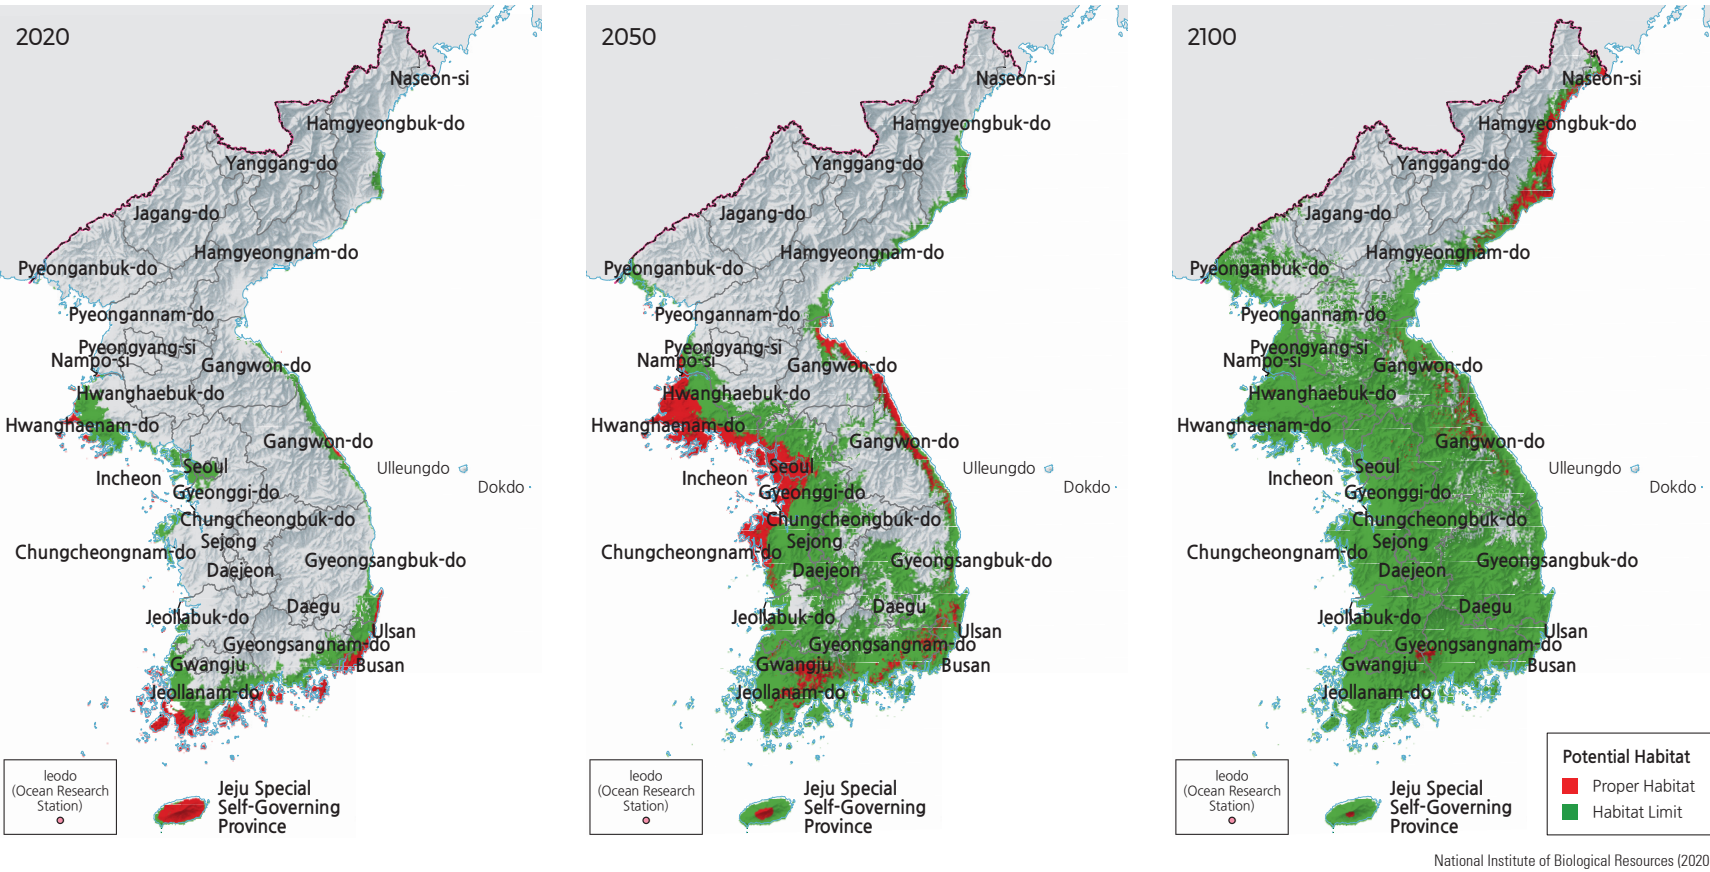 2020
Naseon-si
Hamgyeongbuk-do
Yanggang-do
Jagang-do
Hamgyeongnam-do
Pyeonganbuk-do
Pyeongannam-do
Pyeongyang-si
Nampo-si
Gangwon-do
Hwanghaebuk-do
Hwanghaenam-do
Gangwon-do
Seoul
Ulleungdo
Incheon
Dokdo
Gyeonggi-do
Chungcheongbuk-do
Sejong
Chungcheongnam-do
Gyeongsangbuk-do
Daejeon
Daegu
Jeollabuk-do
Ulsan
Gyeongsangnam-do
Gwangju
Busan
Jeollanam-do
Ieodo
(Ocean Research
Station)
Jeju Special
Self-Governing
Province
2050
Naseon-si
Hamgyeongbuk-do
Yanggang-do
Jagang-do
Hamgyeongnam-do
Pyeonganbuk-do
Pyeongannam-do
Pyeongyang-si
Nampo-si
Gangwon-do
Hwanghaebuk-do
Hwanghaenam-do
Gangwon-do
Seoul
Ulleungdo
Incheon
Dokdo
Gyeonggi-do
Chungcheongbuk-do
Sejong
Chungcheongnam-do
Gyeongsangbuk-do
Daejeon
Daegu
Jeollabuk-do
Ulsan
Gyeongsangnam-do
Gwangju
Busan
Jeollanam-do
Ieodo
(Ocean Research
Station)
Jeju Special
Self-Governing
Province
2100
Naseon-si
Hamgyeongbuk-do
Yanggang-do
Jagang-do
Hamgyeongnam-do
Pyeonganbuk-do
Pyeongannam-do
Pyeongyang-si
Nampo-si
Gangwon-do
Hwanghaebuk-do
Hwanghaenam-do
Gangwon-do
Seoul
Ulleungdo
Incheon
Dokdo
Gyeonggi-do
Chungcheongbuk-do
Sejong
Chungcheongnam-do
Gyeongsangbuk-do
Daejeon
Daegu
Jeollabuk-do
Ulsan
Gyeongsangnam-do
Gwangju
Busan
Jeollanam-do
Ieodo
(Ocean Research
Station)
Jeju Special
Self-Governing
Province
Potential Habitat
Proper Habitat
Habitat Limit
National Institute of Biological Resources (2020